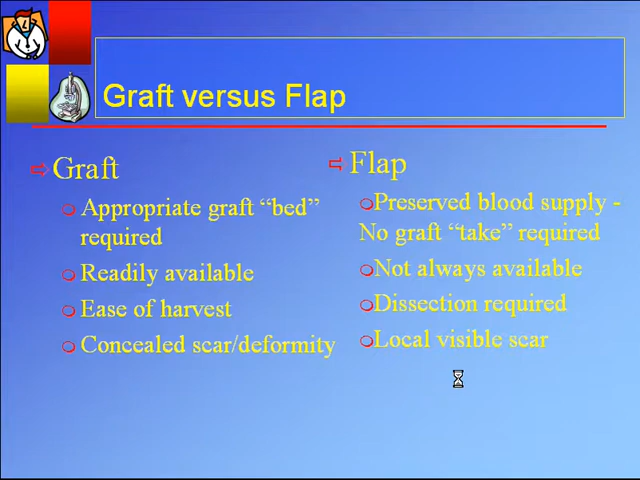 Graft versus Flap
Graft
Appropriate graft “bed”
required
Readily available
Ease of harvest
Concealed scar/deformity
Flap
Preserved blood supply -
No graft “take” required
Not always available
Dissection required
Local visible scar